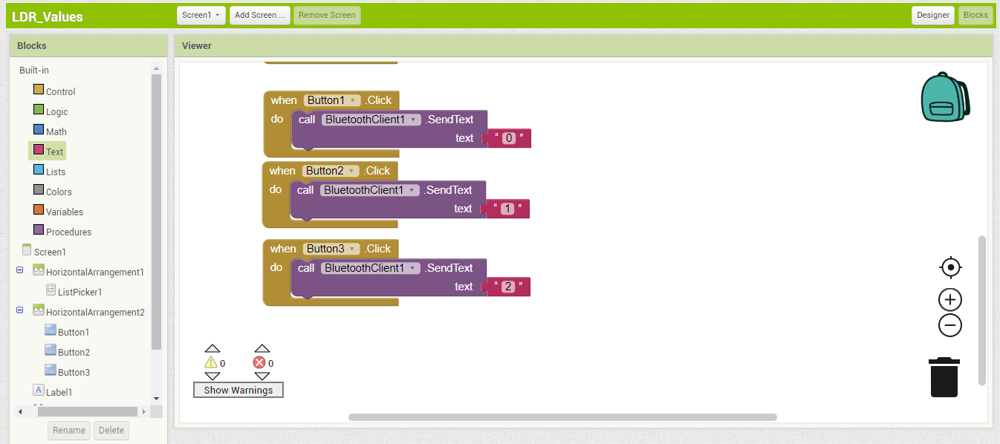 LDR_Values Screen1 Add Screen ... Remove Screen Designer Blocks
Blocks
Built-in
Control
Logic
Math
Text
Lists
Colors
Variables
Procedures
Screen1
HorizontalArrangement1
ListPicker1
HorizontalArrangement2
Button1
Button2
Button3
Label1
Rename Delete
Viewer
when Button1 .Click
do call BluetoothClient1 .SendText
text " 0 "
when Button2 .Click
do call BluetoothClient1 .SendText
text " 1 "
when Button3 .Click
do call BluetoothClient1 .SendText
text " 2 "
0 0
Show Warnings